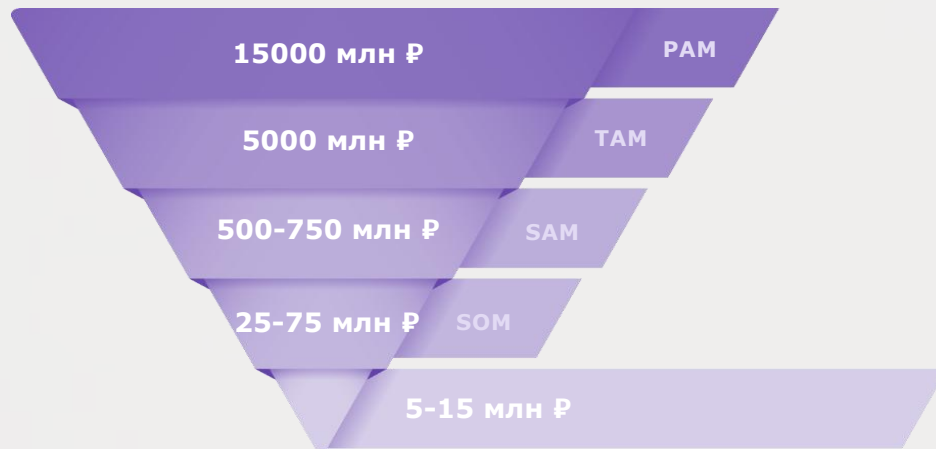 15000 млн ₽ PAM
5000 млн ₽ TAM
500-750 млн ₽ SAM
25-75 млн ₽ SOM
5-15 млн ₽